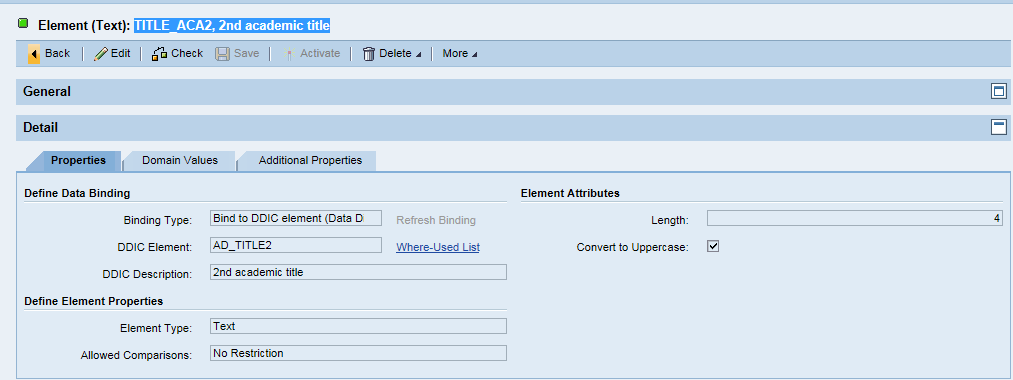 Element (Text): TITLE_ACA2, 2nd academic title
Back Edit Check Save Activate Delete More
General
Detail
Properties Domain Values Additional Properties
Define Data Binding Element Attributes
Binding Type: Bind to DDIC element (Data D Refresh Binding Length: 4
DDIC Element: AD_TITLE2 Where-Used List Convert to Uppercase:
DDIC Description: 2nd academic title
Define Element Properties
Element Type: Text
Allowed Comparisons: No Restriction